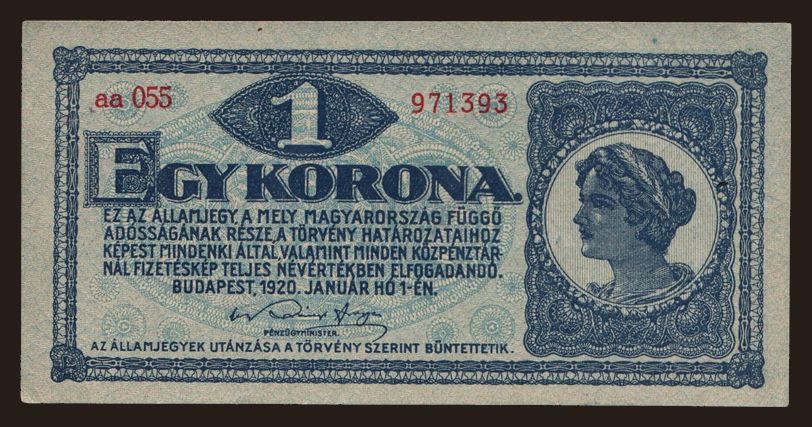 aa 055
1
971393
EGY KORONA.
EZ AZ ÁLLAMJEGY, A MELY MAGYARORSZÁG FÜGGŐ
ADÓSSÁGÁNAK RÉSZE, A TÖRVÉNY HATÁROZATAIHOZ
KÉPEST MINDENKI ÁLTAL, VALAMINT MINDEN KÖZPÉNZTÁR-
NÁL FIZETÉSKÉP TELJES NÉVÉRTÉKBEN ELFOGADANDÓ.
BUDAPEST, 1920. JANUÁR HÓ 1-ÉN.
PÉNZÜGYMINISTER.
AZ ÁLLAMJEGYEK UTÁNZÁSA A TÖRVÉNY SZERINT BÜNTETTETIK.